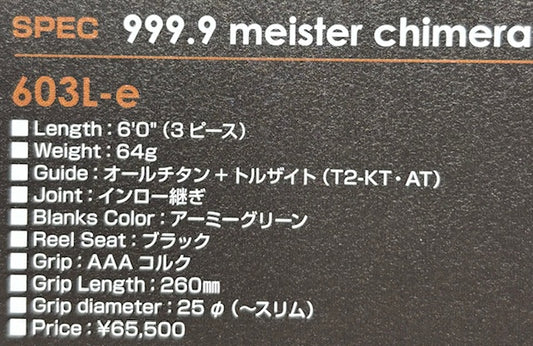 SPEC 999.9 meister chimera
603L-e
■Length：6'0"（3ピース）
■Weight：64g
■Guide：オールチタン＋トルザイト（T2-KT・AT）
■Joint：インロー継ぎ
■Blanks Color：アーミーグリーン
■Reel Seat：ブラック
■Grip：AAAコルク
■Grip Length：260mm
■Grip diameter：25φ（～スリム）
■Price：¥65,500